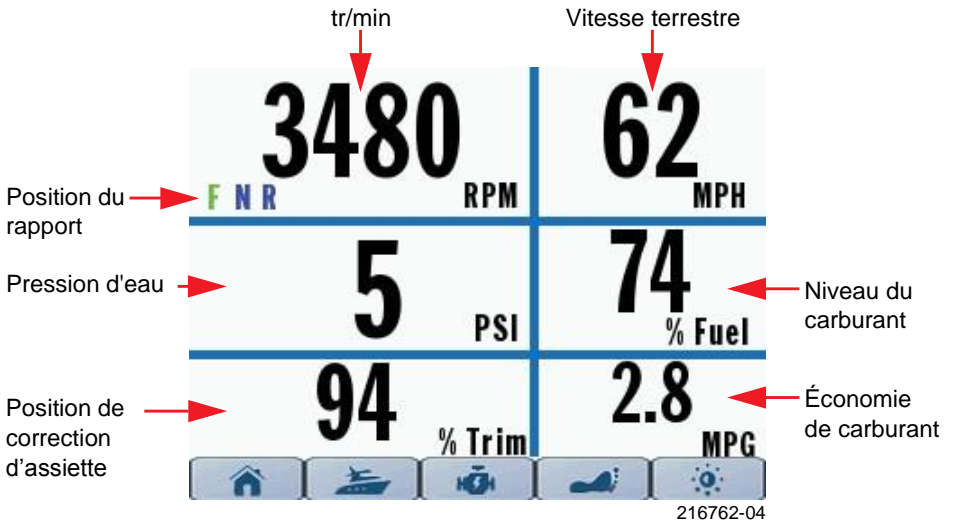 tr/min
Vitesse terrestre
3480
62
Position du
rapport
F N R
RPM
MPH
Pression d'eau
5
PSI
74
% Fuel
Niveau du
carburant
Position de
correction
d’assiette
94
% Trim
2.8
MPG
Économie
de carburant
216762-04